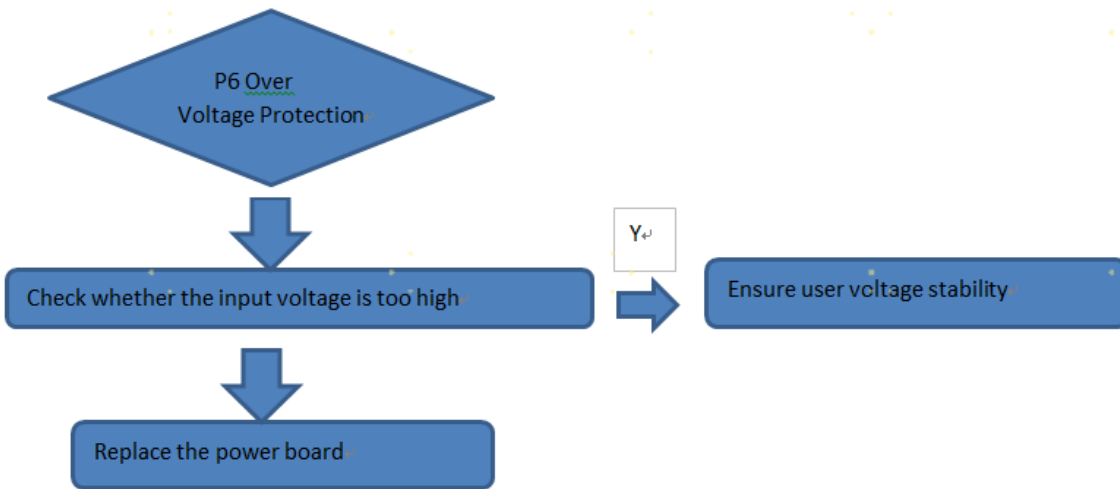 P6 Over
Voltage Protection
Y
Check whether the input voltage is too high
Ensure user voltage stability
Replace the power board